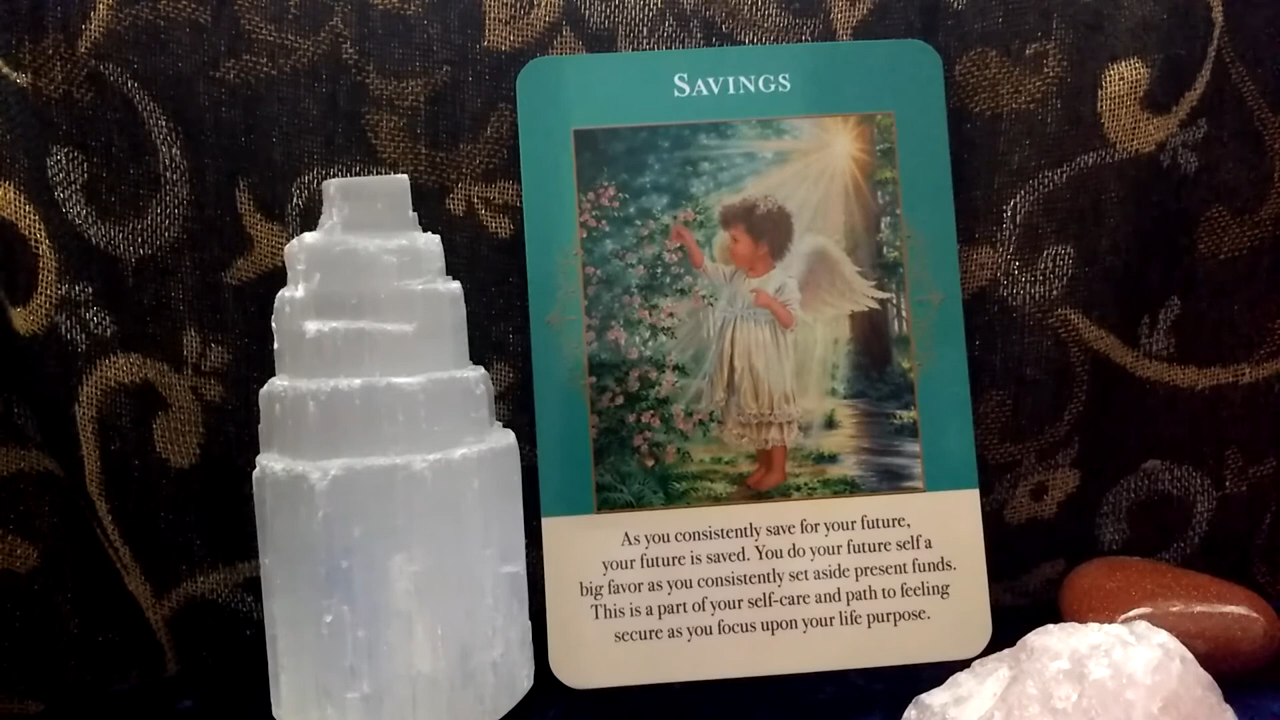 SAVINGS
As you consistently save for your future,
your future is saved. You do your future self a
big favor as you consistently set aside present funds.
This is a part of your self-care and path to feeling
secure as you focus upon your life purpose.